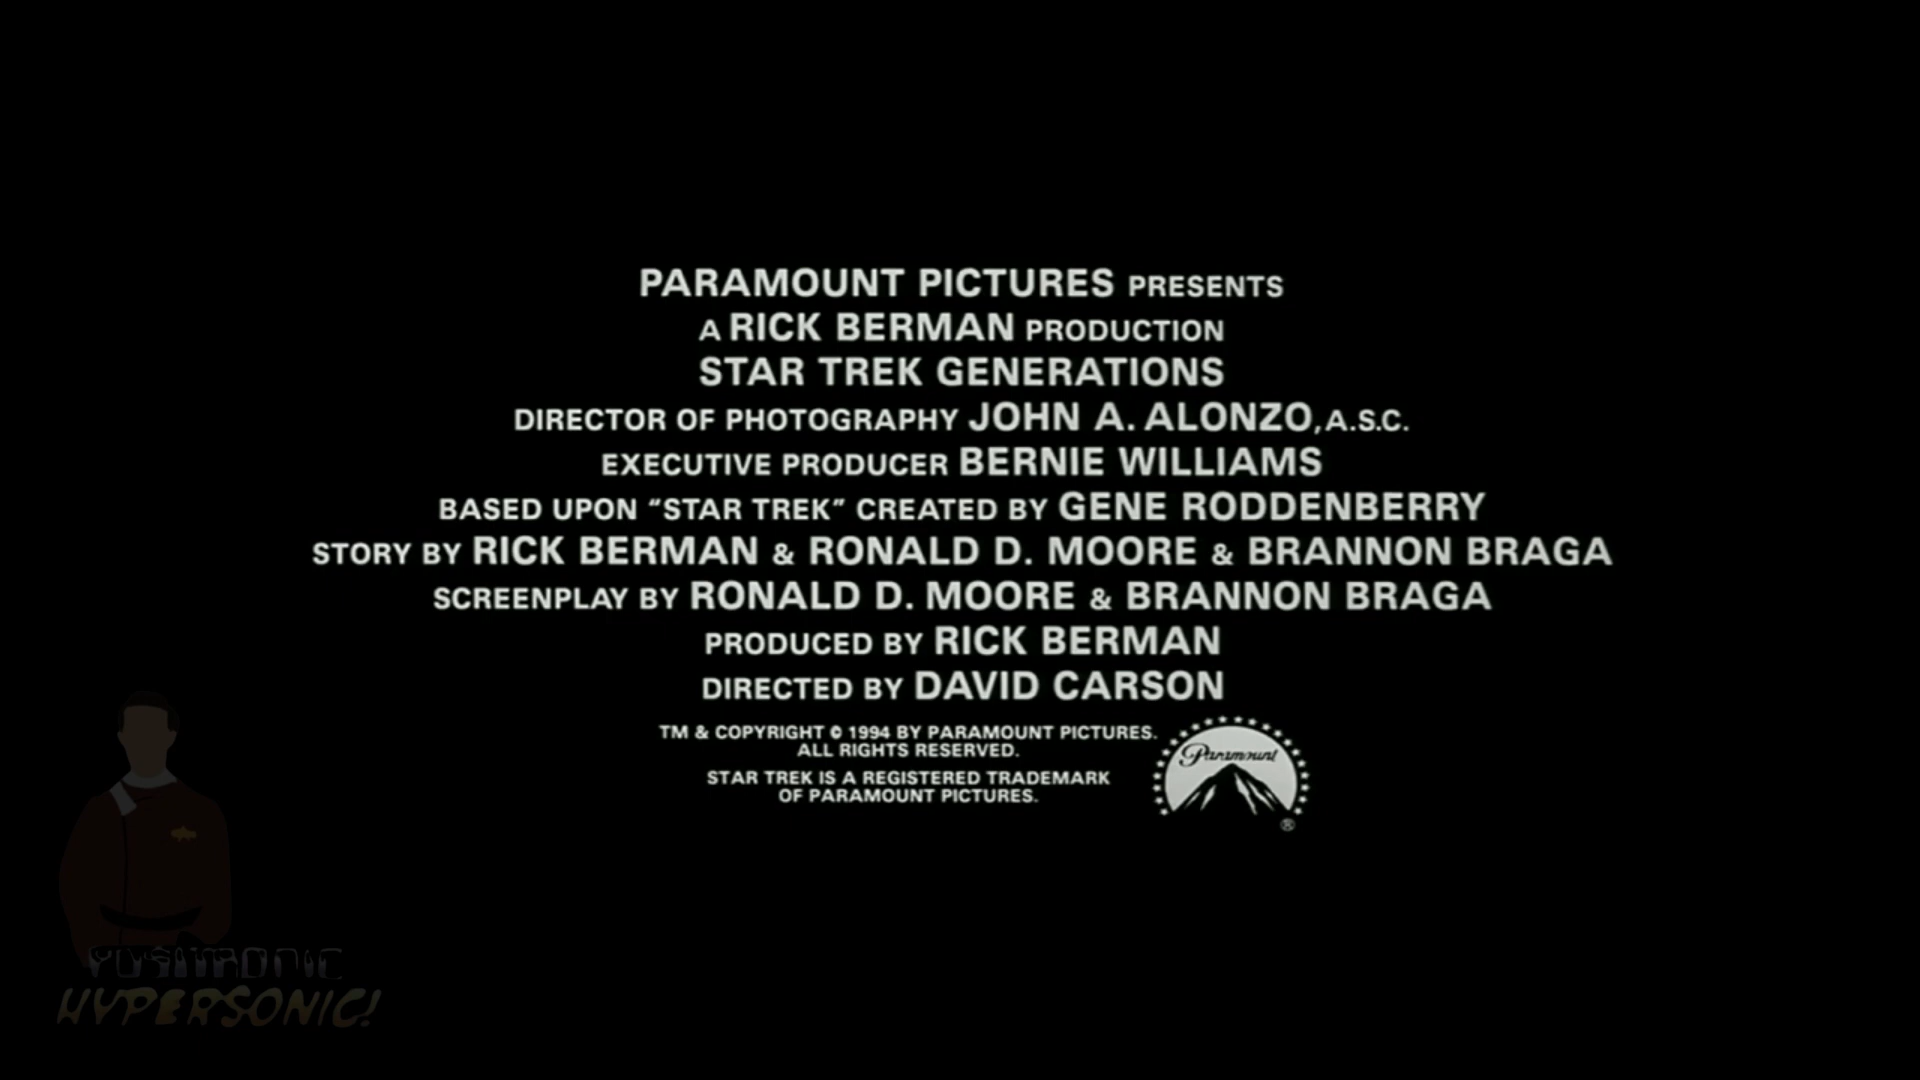 PARAMOUNT PICTURES PRESENTS
A RICK BERMAN PRODUCTION
STAR TREK GENERATIONS
DIRECTOR OF PHOTOGRAPHY JOHN A. ALONZO, A.S.C.
EXECUTIVE PRODUCER BERNIE WILLIAMS
BASED UPON “STAR TREK” CREATED BY GENE RODDENBERRY
STORY BY RICK BERMAN & RONALD D. MOORE & BRANNON BRAGA
SCREENPLAY BY RONALD D. MOORE & BRANNON BRAGA
PRODUCED BY RICK BERMAN
DIRECTED BY DAVID CARSON
TM & COPYRIGHT © 1994 BY PARAMOUNT PICTURES.
ALL RIGHTS RESERVED.
STAR TREK IS A REGISTERED TRADEMARK
OF PARAMOUNT PICTURES.
Paramount
®
HYPERSONIC!